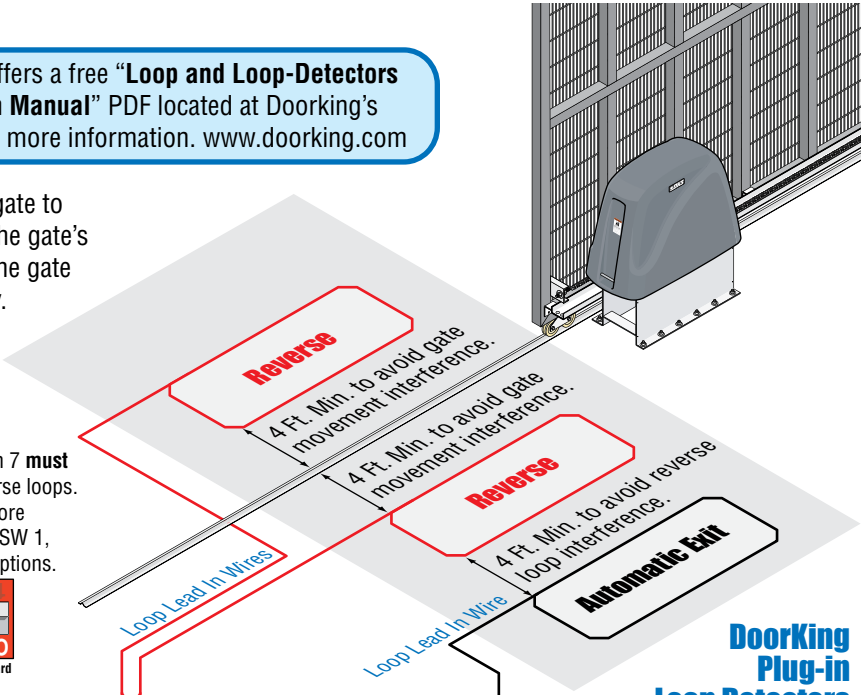 ffers a free “Loop and Loop-Detectors
Manual” PDF located at Doorking’s
more information. www.doorking.com
gate to
he gate’s
he gate
Reverse
4 Ft. Min. to avoid gate
movement interference.
4 Ft. Min. to avoid gate
movement interference.
Reverse
4 Ft. Min. to avoid reverse
loop interference.
Automatic Exit
7 must
rse loops.
ore
SW 1,
ptions.
rd
Loop Lead In Wires
Loop Lead In Wire
DoorKing
Plug-in
Loop Detectors